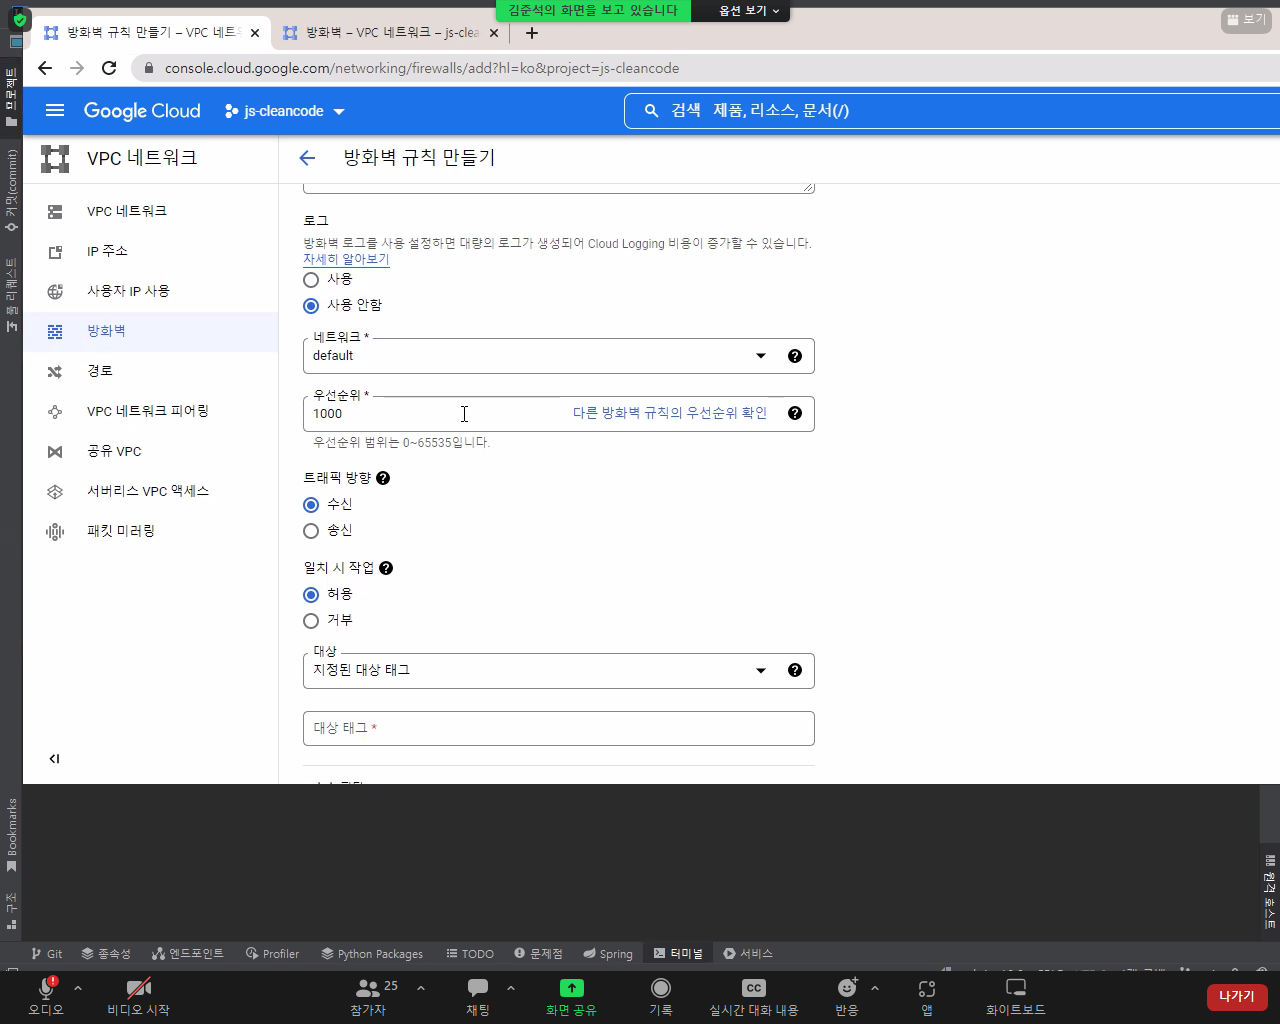 김준석의 화면을 보고 있습니다
옵션 보기
보기
방화벽 규칙 만들기 – VPC 네트
방화벽 – VPC 네트워크 – js-clea
console.cloud.google.com/networking/firewalls/add?hl=ko&project=js-cleancode
Google Cloud
js-cleancode
검색 제품, 리소스, 문서(/)
프로젝트
커밋(commit)
풀 리퀘스트
Bookmarks
구조
VPC 네트워크
VPC 네트워크
IP 주소
사용자 IP 사용
방화벽
경로
VPC 네트워크 피어링
공유 VPC
서버리스 VPC 액세스
패킷 미러링
방화벽 규칙 만들기
로그
방화벽 로그를 사용 설정하면 대량의 로그가 생성되어 Cloud Logging 비용이 증가할 수 있습니다.
자세히 알아보기
사용
사용 안함
네트워크 *
default
우선순위 *
1000
다른 방화벽 규칙의 우선순위 확인
우선순위 범위는 0~65535입니다.
트래픽 방향
수신
송신
일치 시 작업
허용
거부
대상
지정된 대상 태그
대상 태그 *
원격 호스트
Git
종속성
엔드포인트
Profiler
Python Packages
TODO
문제점
Spring
터미널
서비스
오디오
비디오 시작
25
참가자
채팅
화면 공유
기록
CC
실시간 대화 내용
반응
앱
화이트보드
나가기